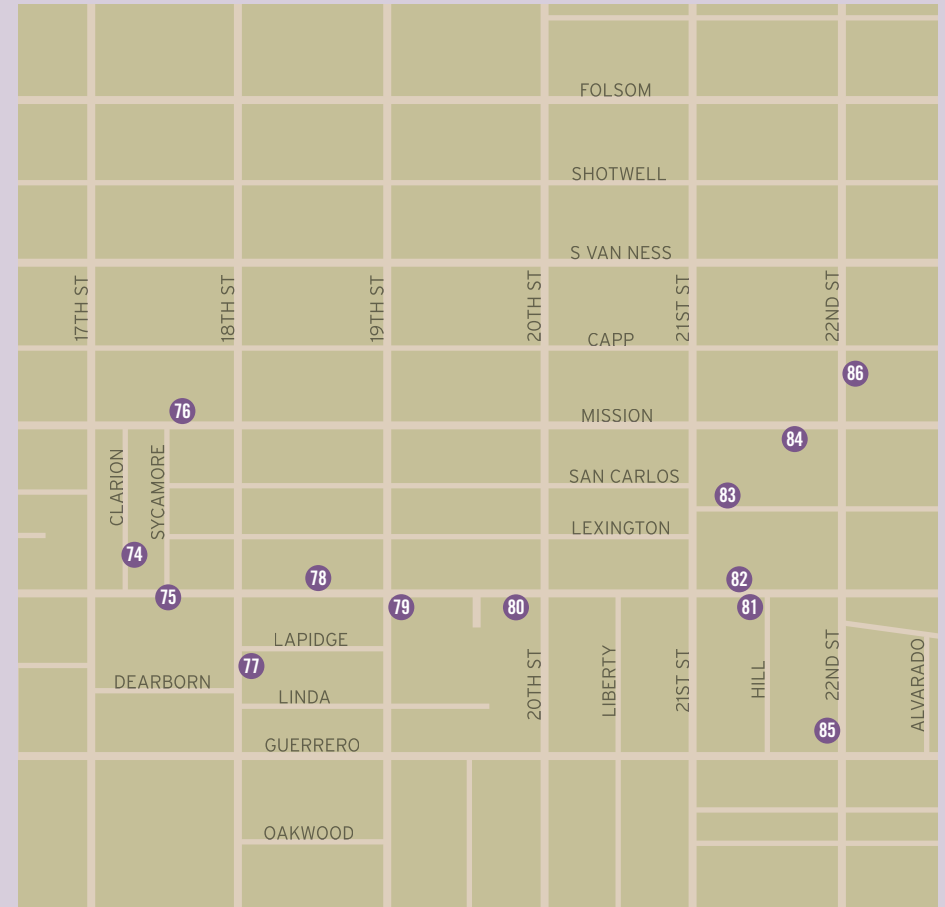 FOLSOM
SHOTWELL
S VAN NESS
17TH ST
18TH ST
19TH ST
20TH ST
21ST ST
22ND ST
CAPP
86
76
MISSION
84
CLARION
SYCAMORE
SAN CARLOS
83
LEXINGTON
74
78
82
75
79
80
81
LAPIDGE
77
DEARBORN
LINDA
20TH ST
LIBERTY
21ST ST
HILL
22ND ST
ALVARADO
85
GUERRERO
OAKWOOD